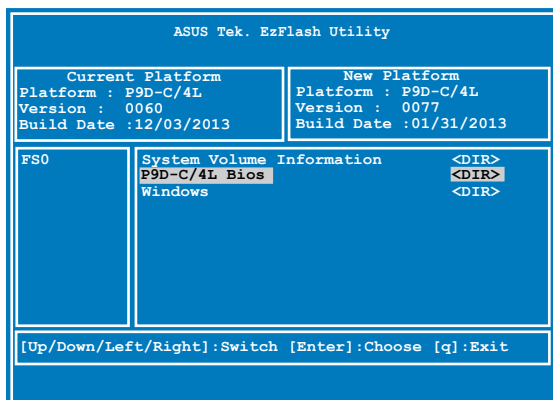 ASUS Tek. EzFlash Utility
Current Platform
Platform : P9D-C/4L
Version : 0060
Build Date :12/03/2013
New Platform
Platform : P9D-C/4L
Version : 0077
Build Date :01/31/2013
FS0
System Volume Information <DIR>
P9D-C/4L Bios <DIR>
Windows <DIR>
[Up/Down/Left/Right]:Switch [Enter]:Choose [q]:Exit